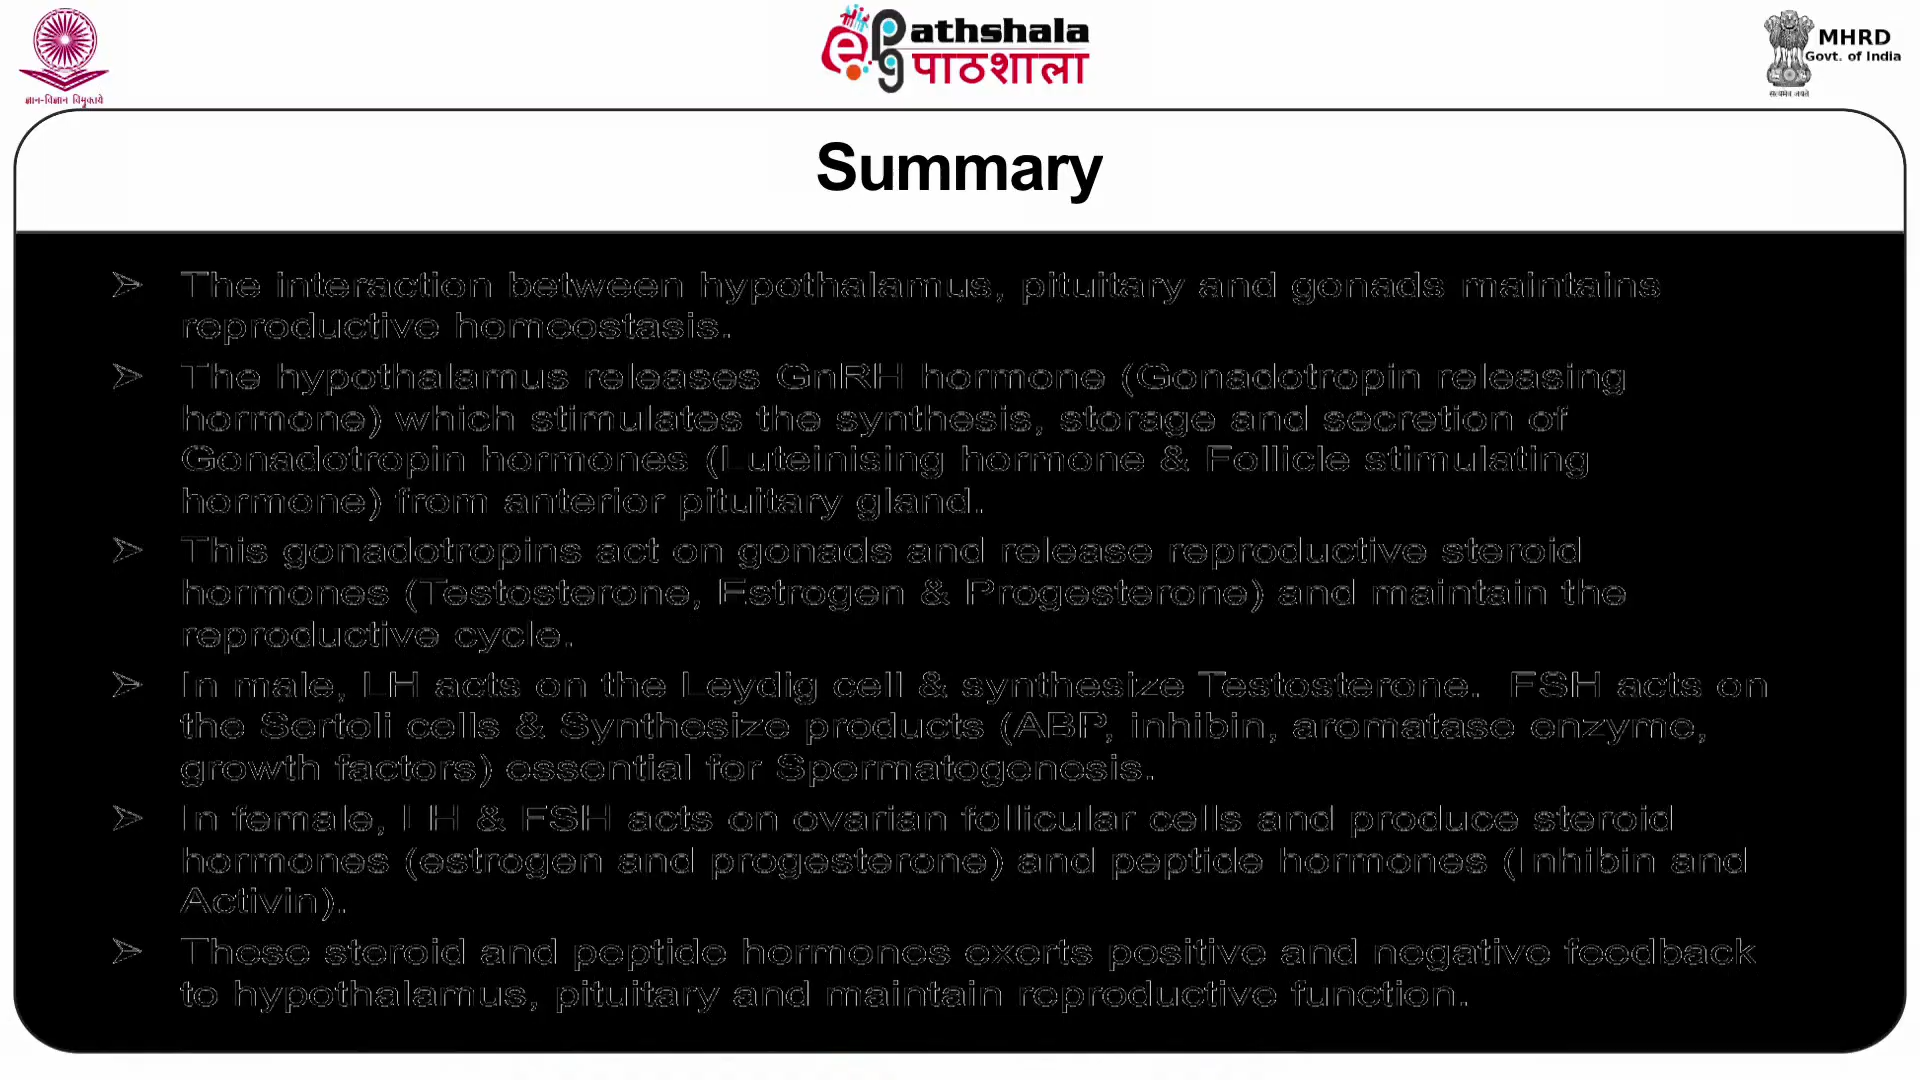 ज्ञान-विज्ञान विमुक्तये
ePGpathshala
पाठशाला
MHRD
Govt. of India
सत्यमेव जयते
Summary
➢ The interaction between hypothalamus, pituitary and gonads maintains
reproductive homeostasis.
➢ The hypothalamus releases GnRH hormone (Gonadotropin releasing
hormone) which stimulates the synthesis, storage and secretion of
Gonadotropin hormones (Luteinising hormone & Follicle stimulating
hormone) from anterior pituitary gland.
➢ This gonadotropins act on gonads and release reproductive steroid
hormones (Testosterone, Estrogen & Progesterone) and maintain the
reproductive cycle.
➢ In male, LH acts on the Leydig cell & synthesize Testosterone. FSH acts on
the Sertoli cells & Synthesize products (ABP, inhibin, aromatase enzyme,
growth factors) essential for Spermatogenesis.
➢ In female, LH & FSH acts on ovarian follicular cells and produce steroid
hormones (estrogen and progesterone) and peptide hormones (Inhibin and
Activin).
➢ These steroid and peptide hormones exerts positive and negative feedback
to hypothalamus, pituitary and maintain reproductive function.